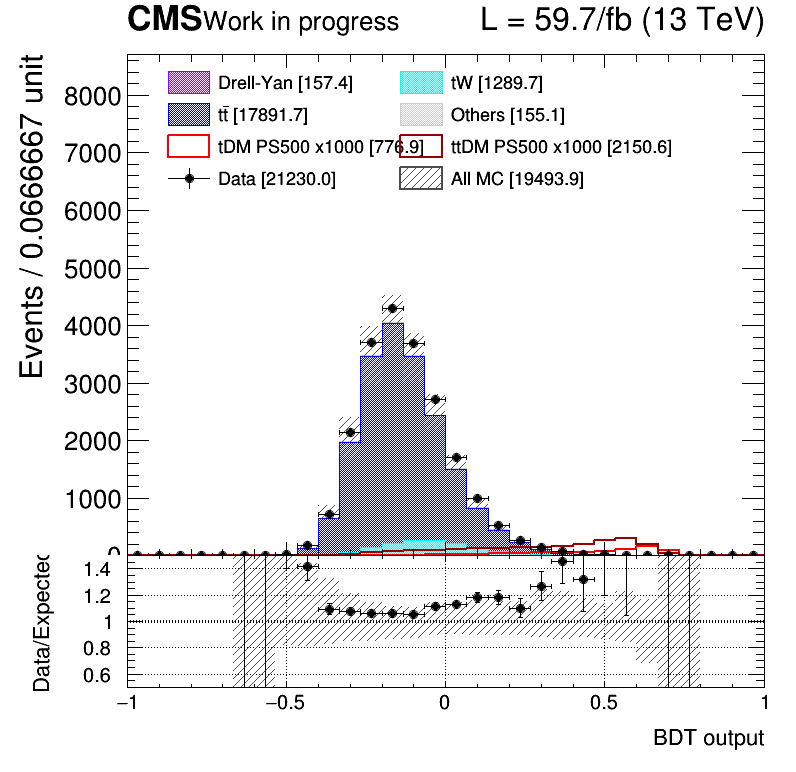 CMS Work in progress L = 59.7/fb (13 TeV)
Events / 0.0666667 unit
8000
7000
6000
5000
4000
3000
2000
1000
0
Drell-Yan [157.4] tW [1289.7]
tt̄ [17891.7] Others [155.1]
tDM PS500 x1000 [776.9] ttDM PS500 x1000 [2150.6]
Data [21230.0] All MC [19493.9]
Data/Expected
1.4
1.2
1
0.8
0.6
−1 −0.5 0 0.5 1
BDT output